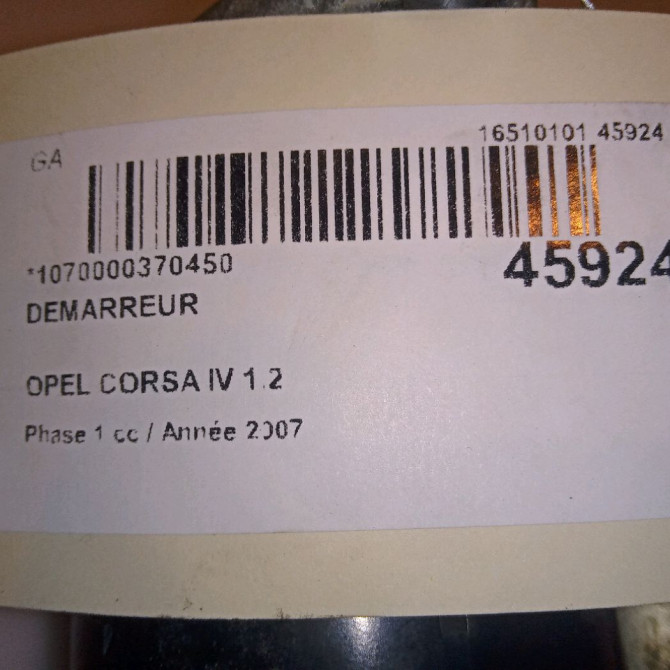 GA
16510101 45924
*1070000370450
45924
DEMARREUR
OPEL CORSA IV 1.2
Phase 1 cc / Année 2007